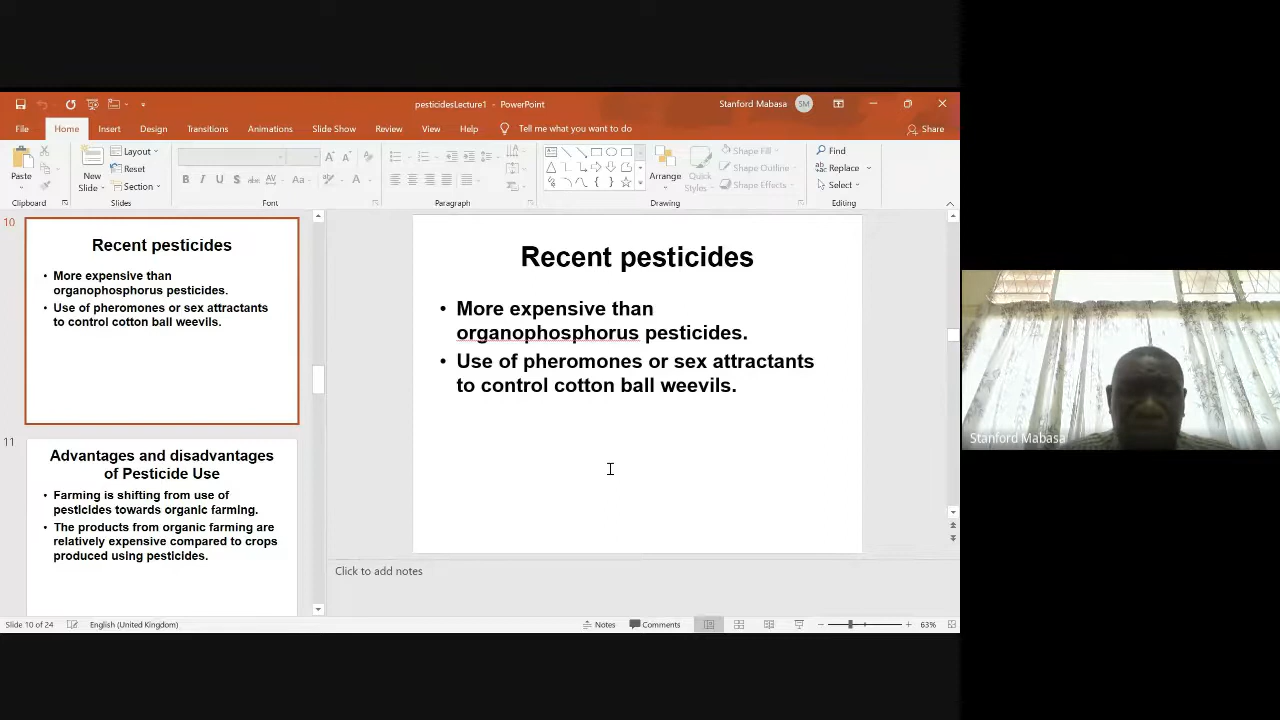 pesticidesLecture1 - PowerPoint
Stanford Mabasa
SM
File
Home
Insert
Design
Transitions
Animations
Slide Show
Review
View
Help
Tell me what you want to do
Share
Paste
Clipboard
New
Slide
Layout
Reset
Section
Slides
B I U S abc AV Aa A
Font
Paragraph
Arrange
Quick
Styles
Shape Fill
Shape Outline
Shape Effects
Drawing
Find
Replace
Select
Editing
10
Recent pesticides
• More expensive than
organophosphorus pesticides.
• Use of pheromones or sex attractants
to control cotton ball weevils.
11
Advantages and disadvantages
of Pesticide Use
• Farming is shifting from use of
pesticides towards organic farming.
• The products from organic farming are
relatively expensive compared to crops
produced using pesticides.
Recent pesticides
• More expensive than
organophosphorus pesticides.
• Use of pheromones or sex attractants
to control cotton ball weevils.
Click to add notes
Slide 10 of 24
English (United Kingdom)
Notes
Comments
63%
Stanford Mabasa